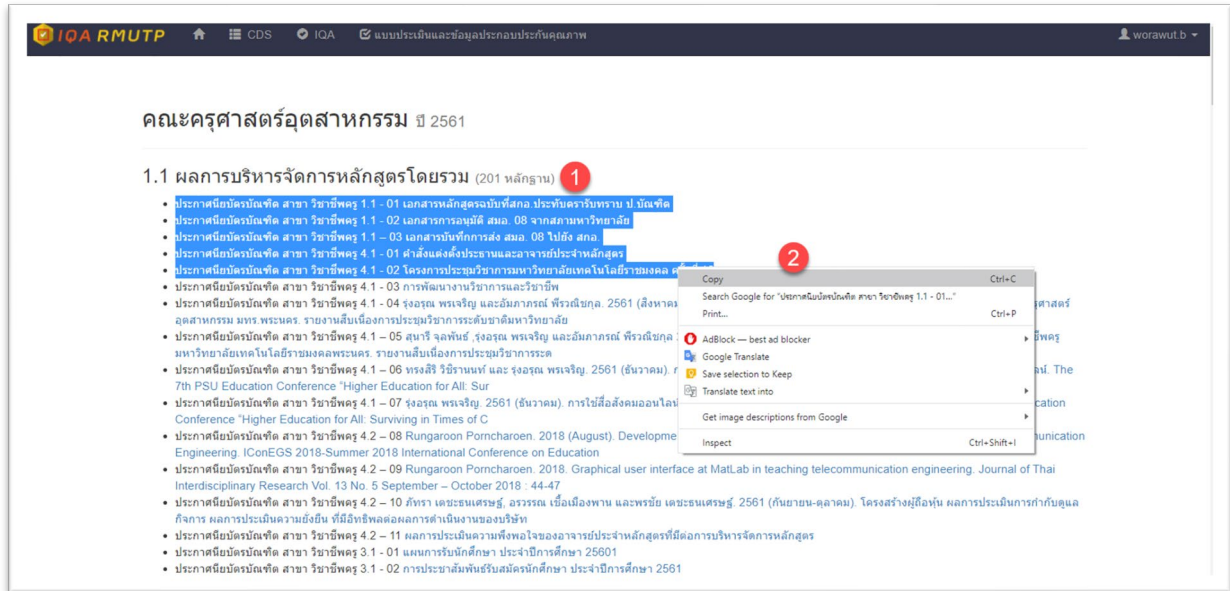 IQA RMUTP CDS IQA แบบประเมินและข้อมูลประกอบประกันคุณภาพ worawut.b
คณะครุศาสตร์อุตสาหกรรม ปี 2561
1.1 ผลการบริหารจัดการหลักสูตรโดยรวม (201 หลักฐาน) 1
ประกาศนียบัตรบัณฑิต สาขา วิชาชีพครู 1.1 - 01 เอกสารหลักสูตรฉบับที่สกอ.ประทับตรารับทราบ ป.บัณฑิต
ประกาศนียบัตรบัณฑิต สาขา วิชาชีพครู 1.1 - 02 เอกสารการอนุมัติ สมอ. 08 จากสภามหาวิทยาลัย
ประกาศนียบัตรบัณฑิต สาขา วิชาชีพครู 1.1 – 03 เอกสารบันทึกการส่ง สมอ. 08 ไปยัง สกอ.
ประกาศนียบัตรบัณฑิต สาขา วิชาชีพครู 4.1 - 01 คำสั่งแต่งตั้งประธานและอาจารย์ประจำหลักสูตร
ประกาศนียบัตรบัณฑิต สาขา วิชาชีพครู 4.1 - 02 โครงการประชุมวิชาการมหาวิทยาลัยเทคโนโลยีราชมงคล
2
Copy Ctrl+C
Search Google for "ประกาศนียบัตรบัณฑิต สาขา วิชาชีพครู 1.1 - 01..."
Print... Ctrl+P
AdBlock — best ad blocker
Google Translate
Save selection to Keep
Translate text into
Get image descriptions from Google
Inspect Ctrl+Shift+I
ประกาศนียบัตรบัณฑิต สาขา วิชาชีพครู 4.1 - 03 การพัฒนางานวิชาการและวิชาชีพ
ประกาศนียบัตรบัณฑิต สาขา วิชาชีพครู 4.1 - 04 รุ่งอรุณ พรเจริญ และอัมภาภรณ์ พีรวณิชกุล. 2561 (สิงหาคม
อุตสาหกรรม มทร.พระนคร. รายงานสืบเนื่องการประชุมวิชาการระดับชาติมหาวิทยาลัย
ประกาศนียบัตรบัณฑิต สาขา วิชาชีพครู 4.1 – 05 สุนารี จุลพันธ์ ,รุ่งอรุณ พรเจริญ และอัมภาภรณ์ พีรวณิชกุล
มหาวิทยาลัยเทคโนโลยีราชมงคลพระนคร. รายงานสืบเนื่องการประชุมวิชาการระด
ประกาศนียบัตรบัณฑิต สาขา วิชาชีพครู 4.1 – 06 ทรงสิริ วิชิรานนท์ และ รุ่งอรุณ พรเจริญ. 2561 (ธันวาคม). The
7th PSU Education Conference "Higher Education for All: Sur
ประกาศนียบัตรบัณฑิต สาขา วิชาชีพครู 4.1 – 07 รุ่งอรุณ พรเจริญ. 2561 (ธันวาคม). การใช้สื่อสังคมออนไลน์ cation
Conference "Higher Education for All: Surviving in Times of C
ประกาศนียบัตรบัณฑิต สาขา วิชาชีพครู 4.2 – 08 Rungaroon Porncharoen. 2018 (August). Developme unication
Engineering. IConEGS 2018-Summer 2018 International Conference on Education
ประกาศนียบัตรบัณฑิต สาขา วิชาชีพครู 4.2 – 09 Rungaroon Porncharoen. 2018. Graphical user interface at MatLab in teaching telecommunication engineering. Journal of Thai
Interdisciplinary Research Vol. 13 No. 5 September – October 2018 : 44-47
ประกาศนียบัตรบัณฑิต สาขา วิชาชีพครู 4.2 – 10 ภัทรา เดชะธนเศรษฐ์, อวรรณ เชื้อเมืองพาน และพรชัย เดชะธนเศรษฐ์. 2561 (กันยายน-ตุลาคม). โครงสร้างผู้ถือหุ้น ผลการประเมินการกำกับดูแล
กิจการ ผลการประเมินความยั่งยืน ที่มีอิทธิพลต่อผลการดำเนินงานของบริษัท
ประกาศนียบัตรบัณฑิต สาขา วิชาชีพครู 4.2 – 11 ผลการประเมินความพึงพอใจของอาจารย์ประจำหลักสูตรที่มีต่อการบริหารจัดการหลักสูตร
ประกาศนียบัตรบัณฑิต สาขา วิชาชีพครู 3.1 - 01 แผนการรับนักศึกษา ประจำปีการศึกษา 25601
ประกาศนียบัตรบัณฑิต สาขา วิชาชีพครู 3.1 - 02 การประชาสัมพันธ์รับสมัครนักศึกษา ประจำปีการศึกษา 2561